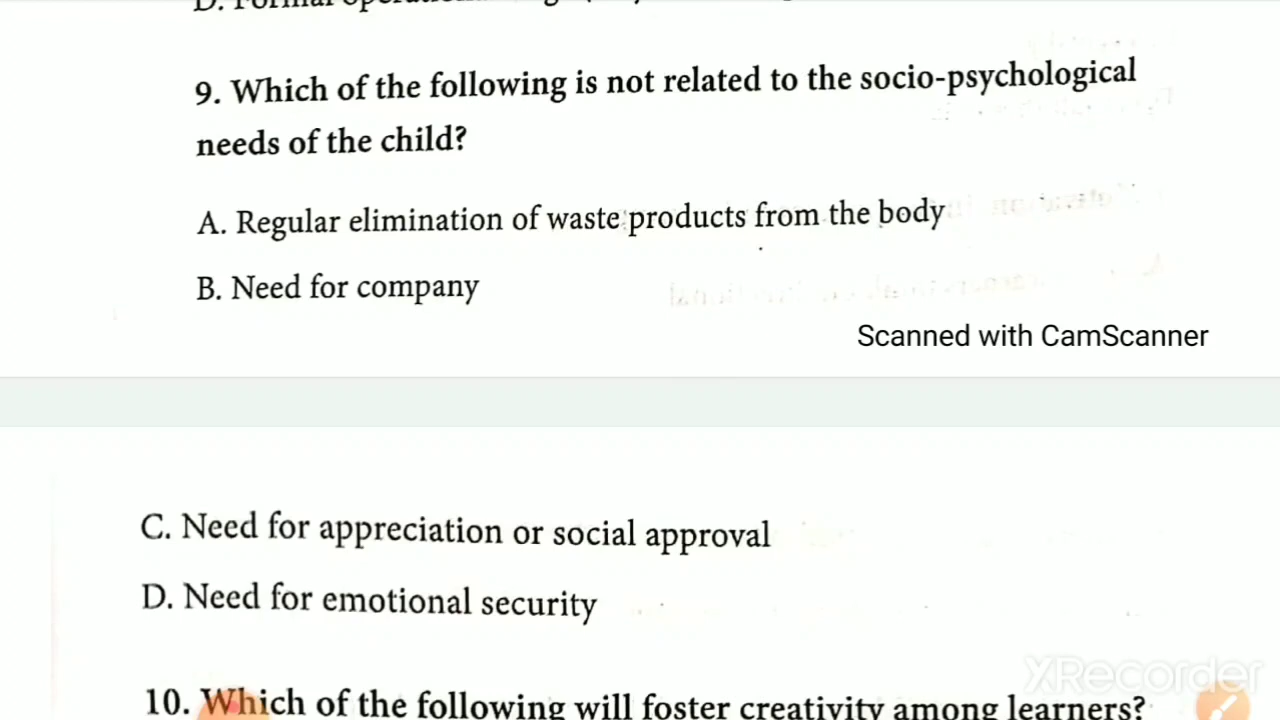 9. Which of the following is not related to the socio-psychological
needs of the child?
A. Regular elimination of waste products from the body
B. Need for company
Scanned with CamScanner
C. Need for appreciation or social approval
D. Need for emotional security
10. Which of the following will foster creativity among learners?
XRecorder